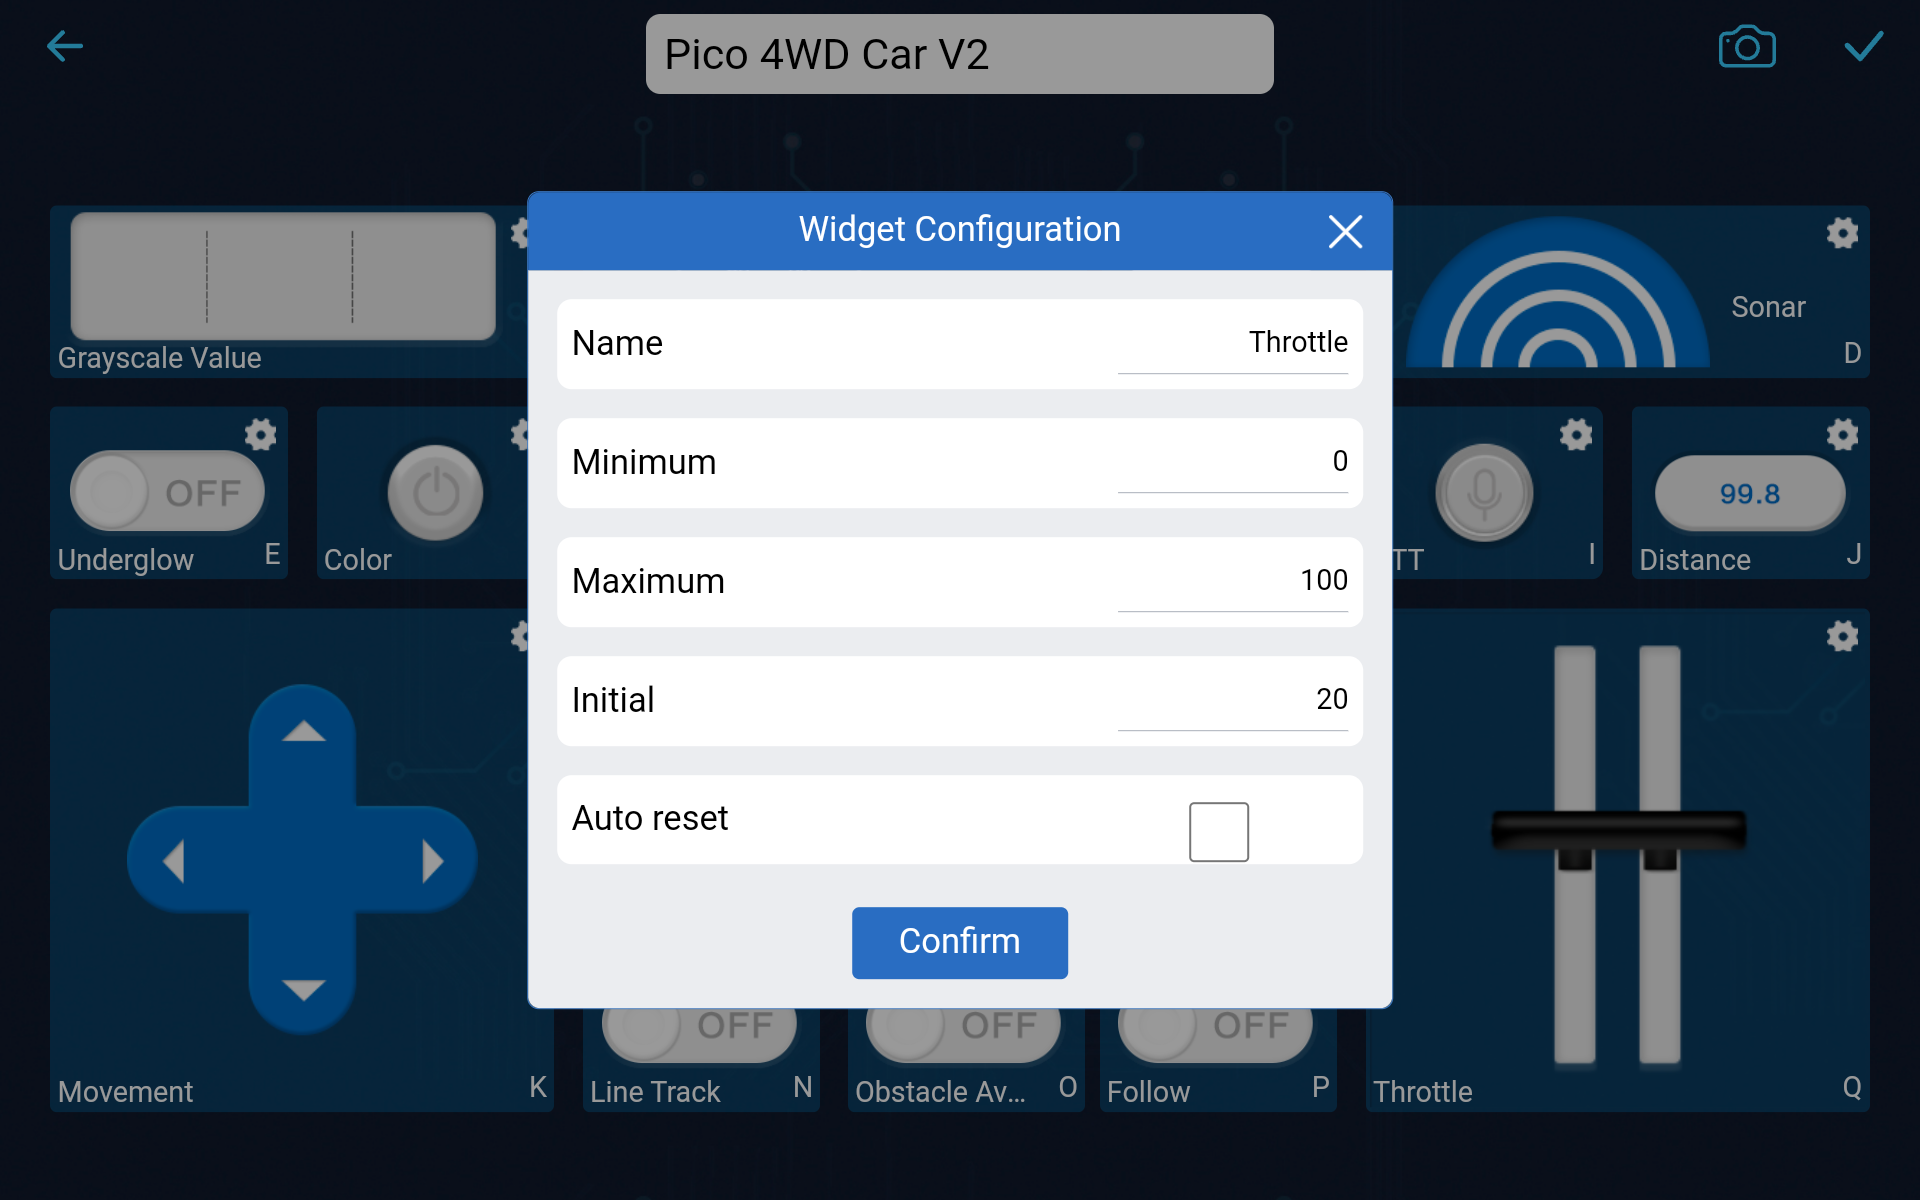 Pico 4WD Car V2
Widget Configuration
Name
Throttle
Minimum
0
Maximum
100
Initial
20
Auto reset
Confirm
Grayscale Value
Sonar
D
OFF
Underglow
E
Color
TT
I
99.8
Distance
J
Movement
K
OFF
Line Track
N
OFF
Obstacle Av...
O
OFF
Follow
P
Throttle
Q